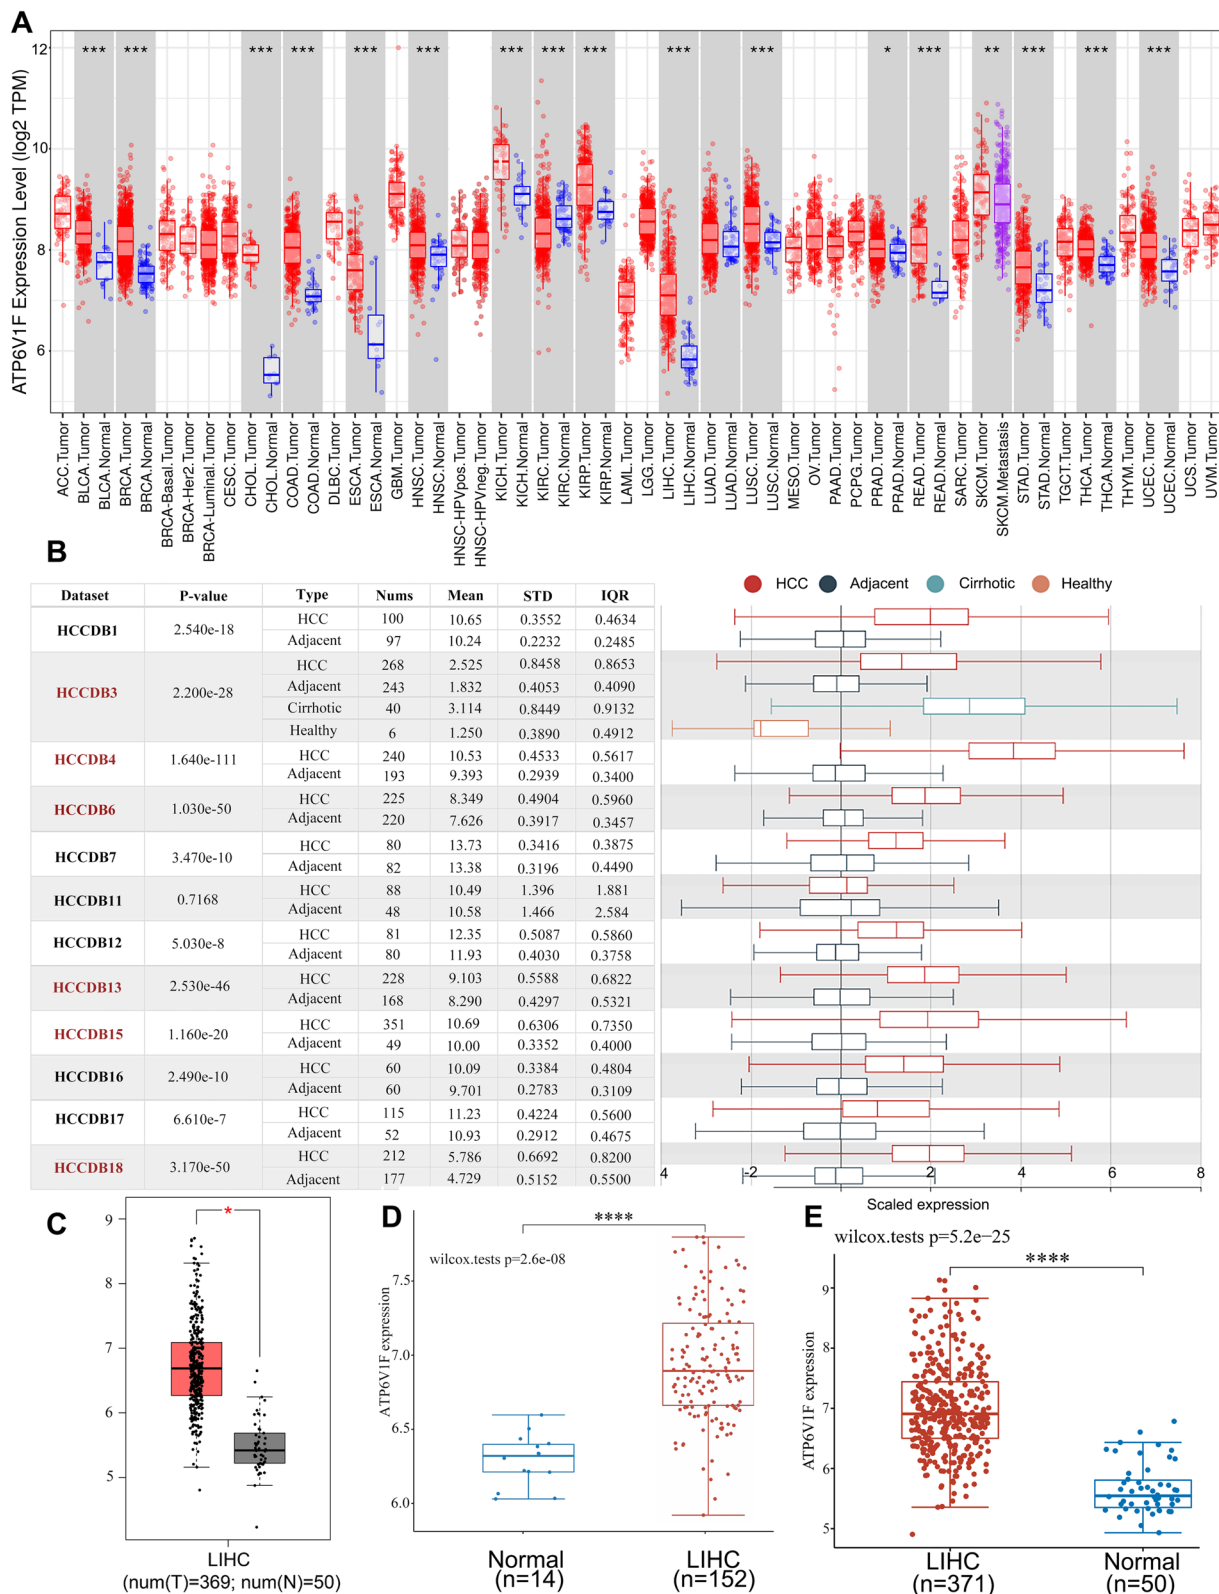 A
*** *** *** *** *** *** *** *** *** *** *** * *** ** *** *** ***
ATP6V1F Expression Level (log2 TPM)
12
10
8
6
ACC.Tumor
BLCA.Tumor
BLCA.Normal
BRCA.Tumor
BRCA.Normal
BRCA-Basal.Tumor
BRCA-Her2.Tumor
BRCA-Luminal.Tumor
CESC.Tumor
CHOL.Tumor
CHOL.Normal
COAD.Tumor
COAD.Normal
DLBC.Tumor
ESCA.Tumor
ESCA.Normal
GBM.Tumor
HNSC.Tumor
HNSC.Normal
HNSC-HPVpos.Tumor
HNSC-HPVneg.Tumor
KICH.Tumor
KICH.Normal
KIRC.Tumor
KIRC.Normal
KIRP.Tumor
KIRP.Normal
LAML.Tumor
LGG.Tumor
LIHC.Tumor
LIHC.Normal
LUAD.Tumor
LUAD.Normal
LUSC.Tumor
LUSC.Normal
MESO.Tumor
OV.Tumor
PAAD.Tumor
PCPG.Tumor
PRAD.Tumor
PRAD.Normal
READ.Tumor
READ.Normal
SARC.Tumor
SKCM.Tumor
SKCM.Metastasis
STAD.Tumor
STAD.Normal
TGCT.Tumor
THCA.Tumor
THCA.Normal
THYM.Tumor
UCEC.Tumor
UCEC.Normal
UCS.Tumor
UVM.Tumor
B
Dataset P-value Type Nums Mean STD IQR
HCCDB1 2.540e-18 HCC 100 10.65 0.3552 0.4634
Adjacent 97 10.24 0.2232 0.2485
HCCDB3 2.200e-28 HCC 268 2.525 0.8458 0.8653
Adjacent 243 1.832 0.4053 0.4090
Cirrhotic 40 3.114 0.8449 0.9132
Healthy 6 1.250 0.3890 0.4912
HCCDB4 1.640e-111 HCC 240 10.53 0.4533 0.5617
Adjacent 193 9.393 0.2939 0.3400
HCCDB6 1.030e-50 HCC 225 8.349 0.4904 0.5960
Adjacent 220 7.626 0.3917 0.3457
HCCDB7 3.470e-10 HCC 80 13.73 0.3416 0.3875
Adjacent 82 13.38 0.3196 0.4490
HCCDB11 0.7168 HCC 88 10.49 1.396 1.881
Adjacent 48 10.58 1.466 2.584
HCCDB12 5.030e-8 HCC 81 12.35 0.5087 0.5860
Adjacent 80 11.93 0.4030 0.3758
HCCDB13 2.530e-46 HCC 228 9.103 0.5588 0.6822
Adjacent 168 8.290 0.4297 0.5321
HCCDB15 1.160e-20 HCC 351 10.69 0.6306 0.7350
Adjacent 49 10.00 0.3352 0.4000
HCCDB16 2.490e-10 HCC 60 10.09 0.3384 0.4804
Adjacent 60 9.701 0.2783 0.3109
HCCDB17 6.610e-7 HCC 115 11.23 0.4224 0.5600
Adjacent 52 10.93 0.2912 0.4675
HCCDB18 3.170e-50 HCC 212 5.786 0.6692 0.8200
Adjacent 177 4.729 0.5152 0.5500
HCC Adjacent Cirrhotic Healthy
4 -2 0 2 4 6 8
Scaled expression
C
*
9
8
7
6
5
LIHC
(num(T)=369; num(N)=50)
D
****
wilcox.tests p=2.6e-08
ATP6V1F expression
7.5
7.0
6.5
6.0
Normal
(n=14)
LIHC
(n=152)
E
wilcox.tests p=5.2e−25
****
ATP6V1F expression
9
8
7
6
5
LIHC
(n=371)
Normal
(n=50)